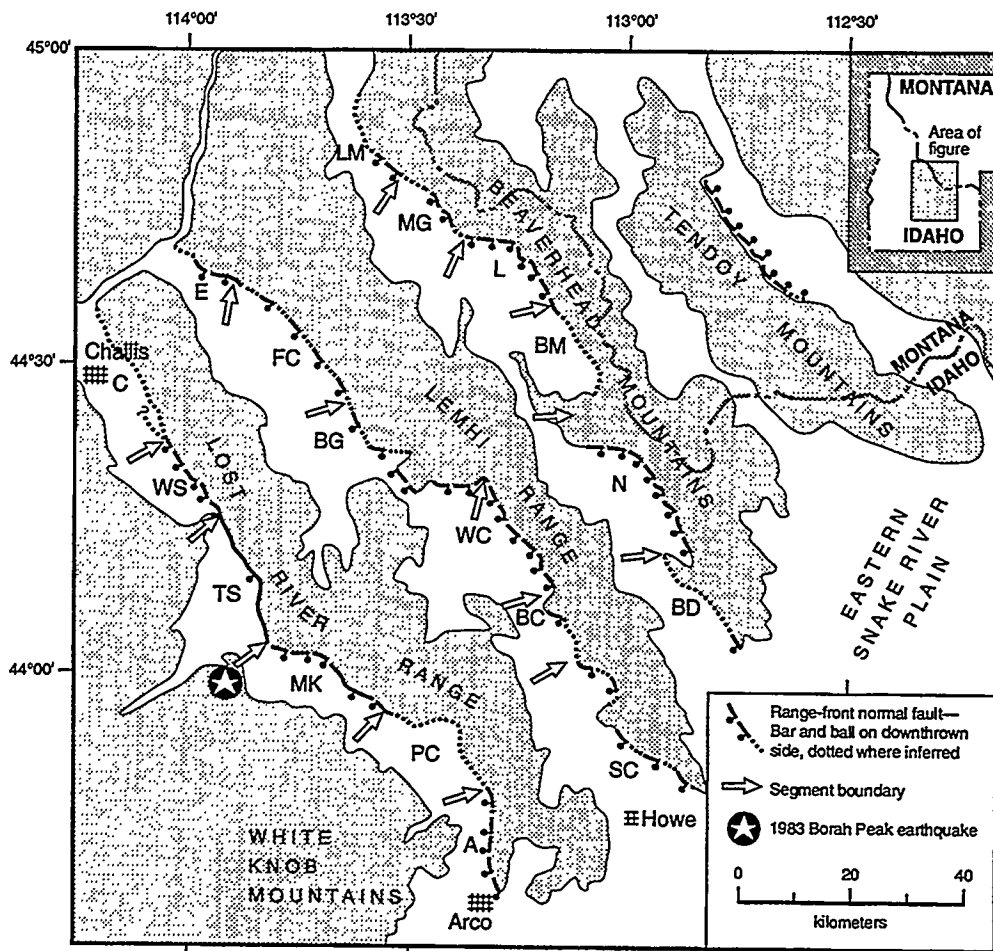 114°00'
113°30'
113°00'
112°30'
45°00'
44°30'
44°00'
MONTANA
Area of
figure
IDAHO
LM
MG
L
BM
BEAVERHEAD
MOUNTAINS
TENDOY
MOUNTAINS
MONTANA
IDAHO
E
FC
BG
LEMHI
RANGE
Challis
C
WS
TS
LOST
RIVER
RANGE
WC
BC
N
BD
EASTERN
SNAKE RIVER
PLAIN
MK
PC
A
SC
Howe
WHITE
KNOB
MOUNTAINS
Arco
Range-front normal fault—
Bar and ball on downthrown
side, dotted where inferred
Segment boundary
1983 Borah Peak earthquake
0 20 40
kilometers